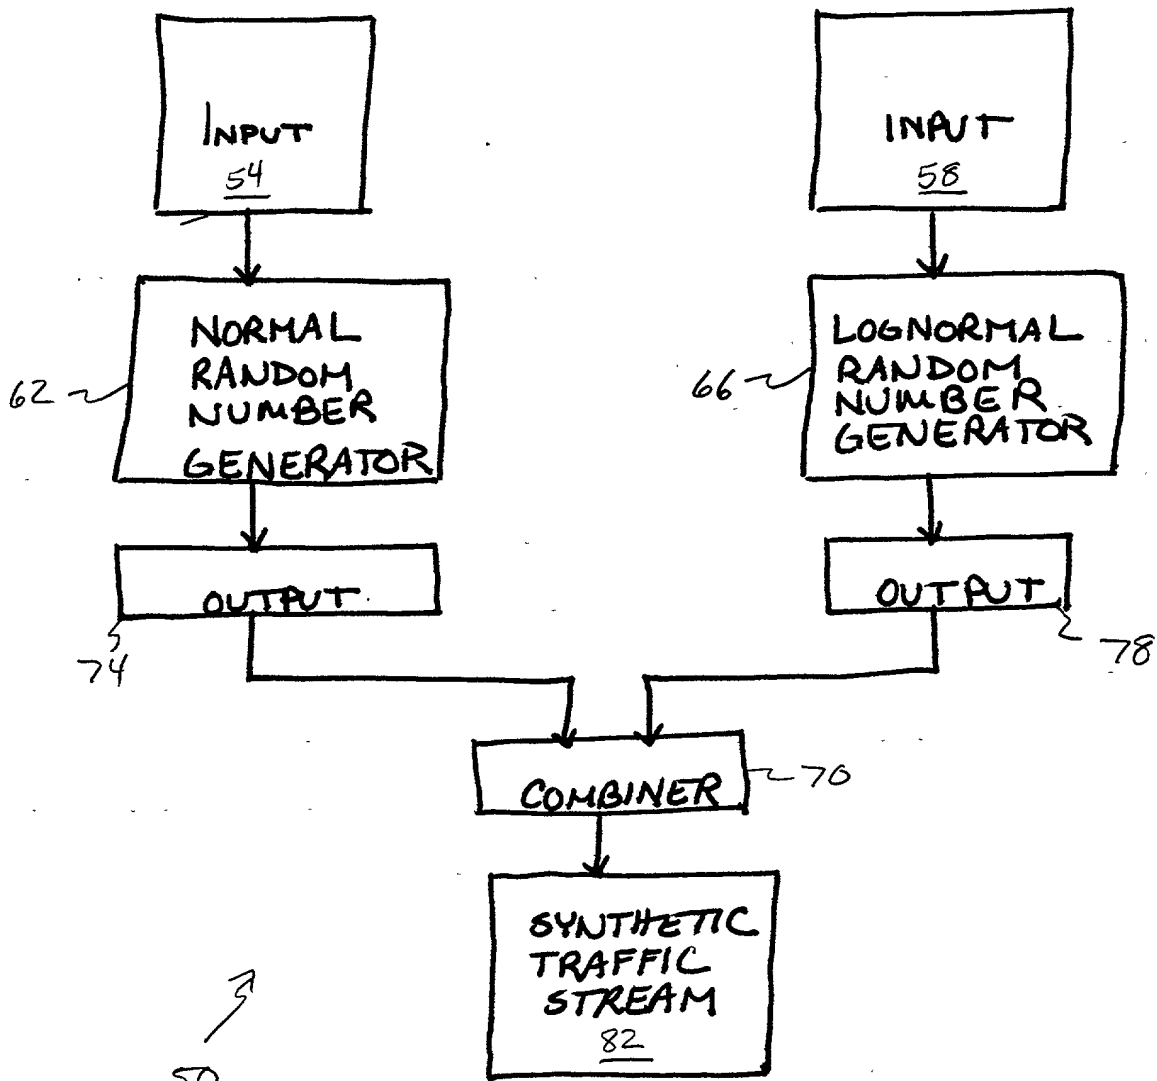 INPUT
54
INPUT
58
NORMAL
RANDOM
NUMBER
GENERATOR
62
LOGNORMAL
RANDOM
NUMBER
GENERATOR
66
OUTPUT
74
OUTPUT
78
COMBINER
70
SYNTHETIC
TRAFFIC
STREAM
82
50